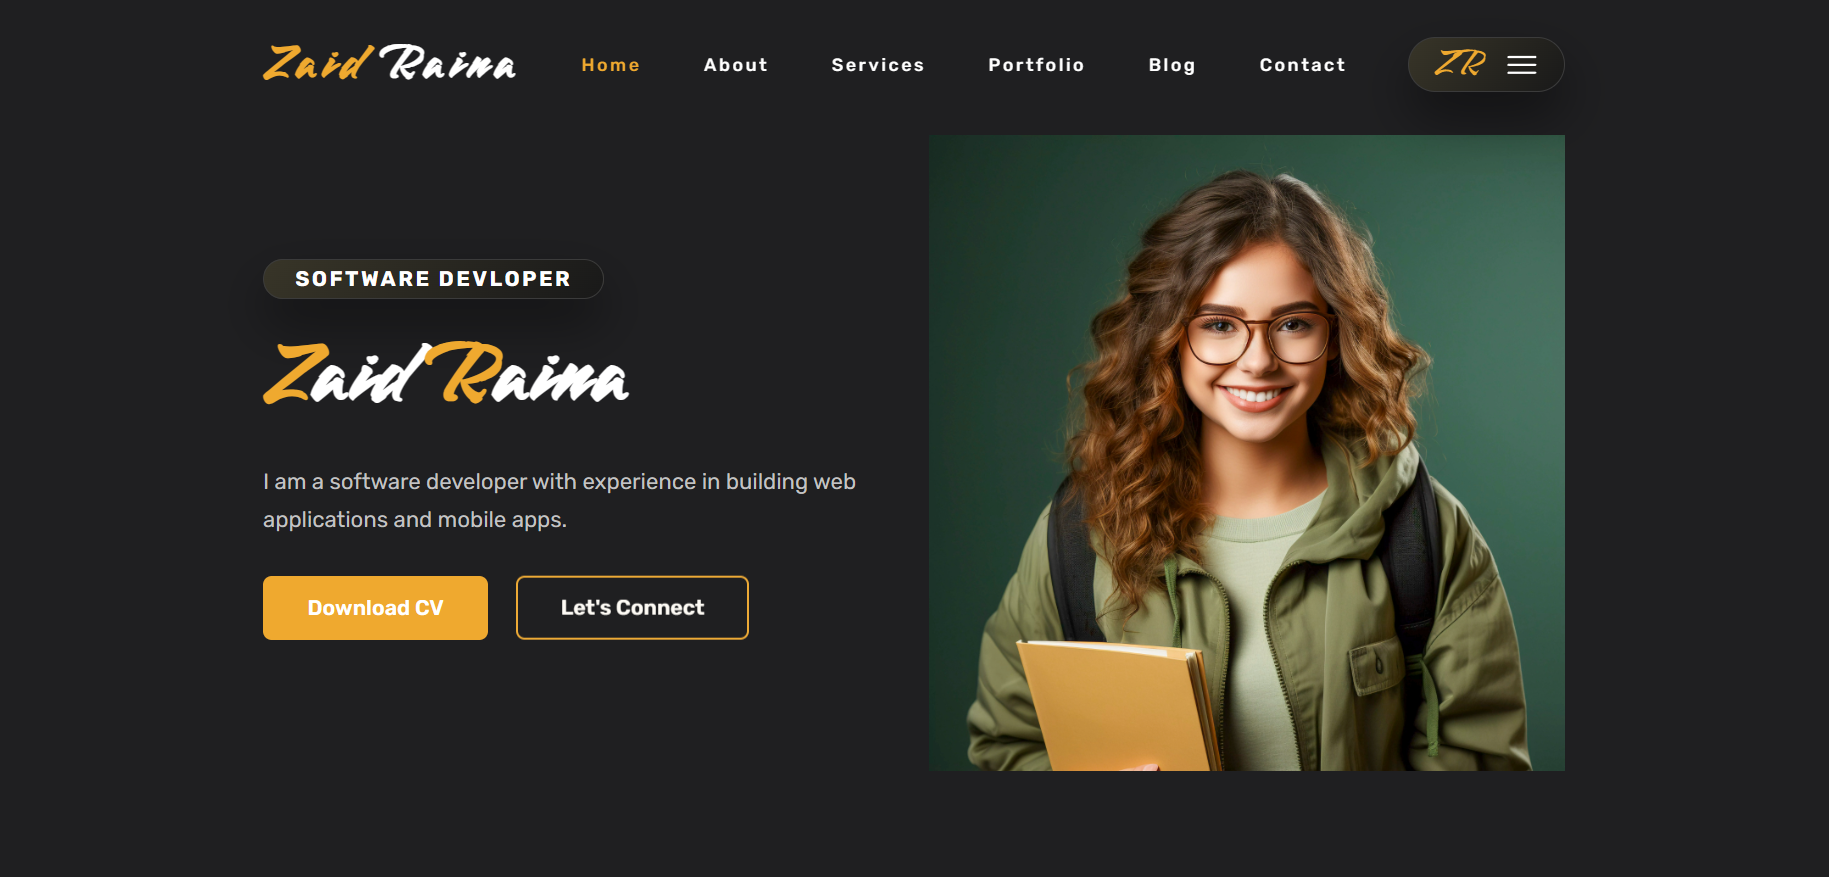 Zaid Raina
Home
About
Services
Portfolio
Blog
Contact
ZR
SOFTWARE DEVLOPER
Zaid Raina
I am a software developer with experience in building web
applications and mobile apps.
Download CV
Let's Connect